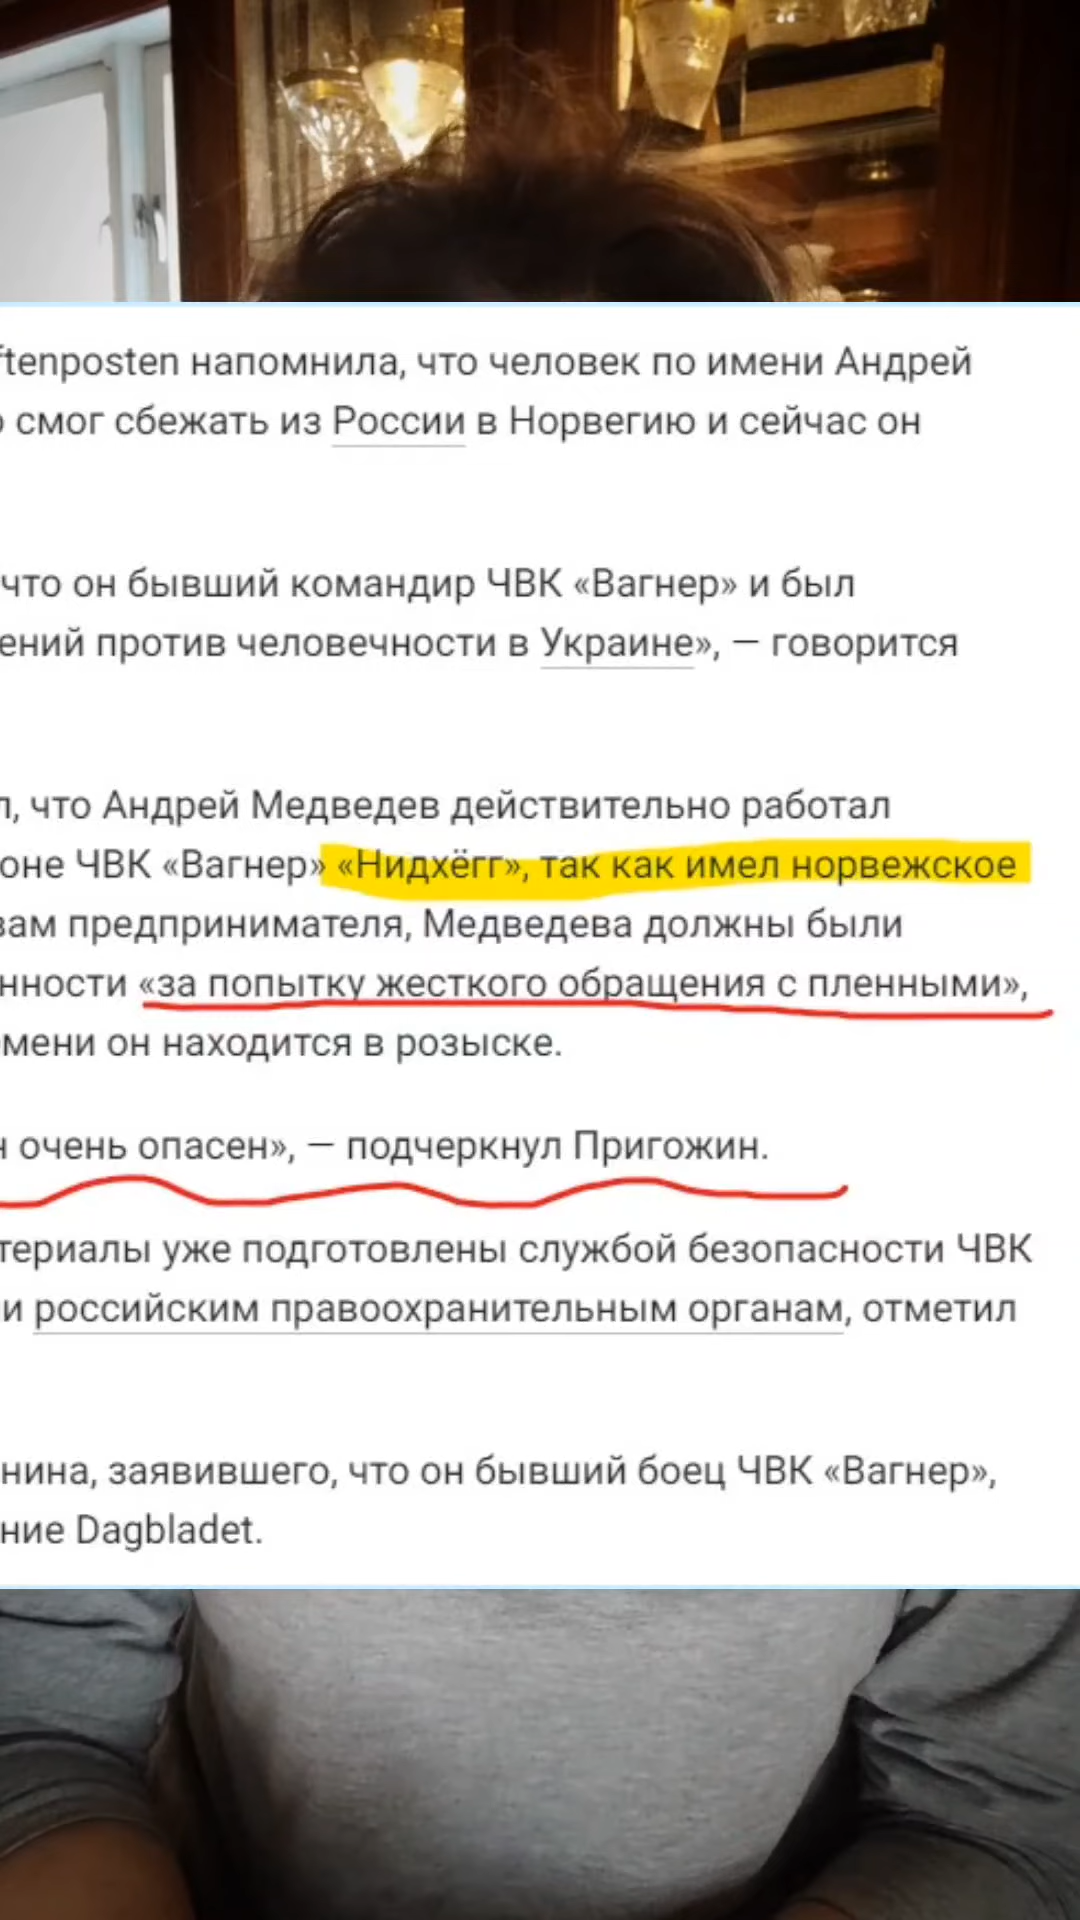 ftenposten напомнила, что человек по имени Андрей
смог сбежать из России в Норвегию и сейчас он
что он бывший командир ЧВК «Вагнер» и был
ений против человечности в Украине», — говорится
л, что Андрей Медведев действительно работал
оне ЧВК «Вагнер» «Нидхёгг», так как имел норвежское
вам предпринимателя, Медведева должны были
нности «за попытку жесткого обращения с пленными»,
мени он находится в розыске.
н очень опасен», — подчеркнул Пригожин.
териалы уже подготовлены службой безопасности ЧВК
и российским правоохранительным органам, отметил
нина, заявившего, что он бывший боец ЧВК «Вагнер»,
ние Dagbladet.